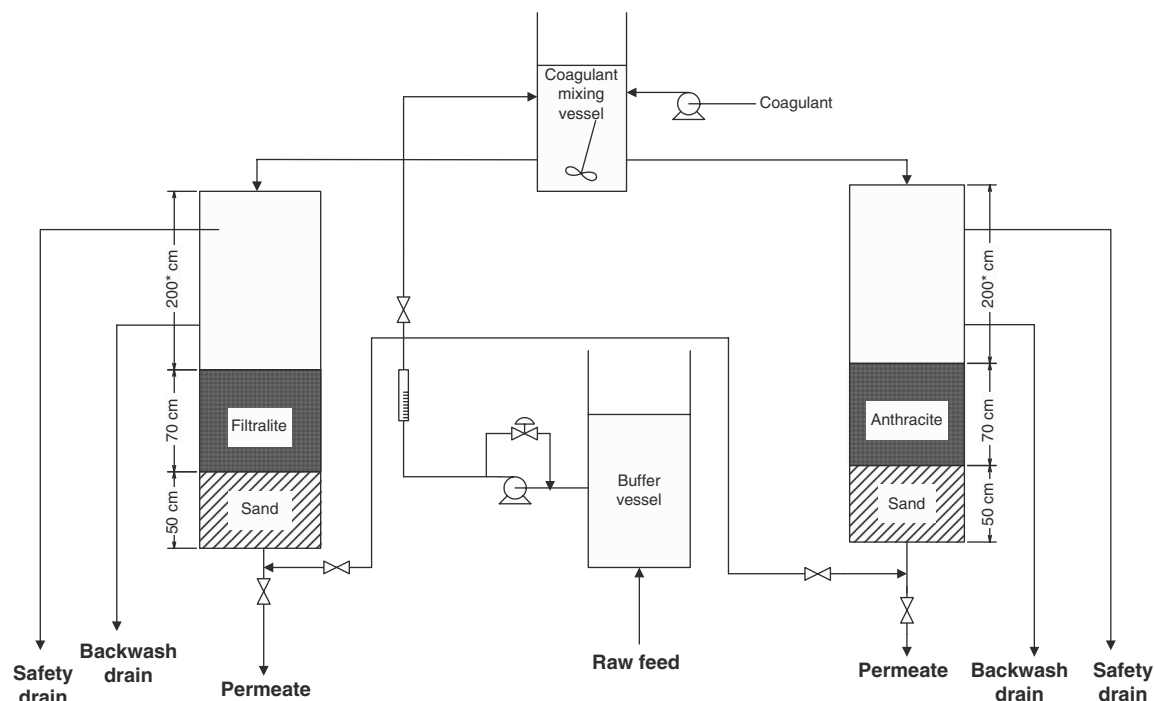 Coagulant
mixing
vessel
Coagulant
200* cm
70 cm
50 cm
Filtralite
Sand
Buffer
vessel
Anthracite
Sand
200* cm
70 cm
50 cm
Safety
drain
Backwash
drain
Permeate
Raw feed
Permeate
Backwash
drain
Safety
drain